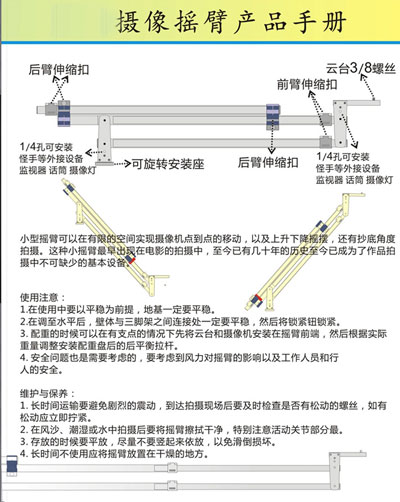 摄像摇臂产品手册
后臂伸缩扣
云台3/8螺丝
前臂伸缩扣
1/4孔可安装
怪手等外接设备
监视器 话筒 摄像灯
可旋转安装座
后臂伸缩扣
1/4孔可安装
怪手等外接设备
监视器 话筒 摄像灯
小型摇臂可以在有限的空间实现摄像机点到点的移动，以及上升下降摇摆，还有抄底角度
拍摄。这种小摇臂最早出现在电影的拍摄中，至今已有几十年的历史至今已成为了作品拍
摄中不可缺少的基本设备。
使用注意：
1.在使用中要以平稳为前提，地基一定要平稳。
2.在调至水平后，壁体与三脚架之间连接处一定要平稳，然后将锁紧钮锁紧。
3. 配重的时候可以在有支点的情况下先将云台和摄像机安装在摇臂前端，然后根据实际
重量调整安装配重盘后的后平衡拉杆。
4. 安全问题也是需要考虑的，要考虑到风力对摇臂的影响以及工作人员和行
人的安全。
维护与保养：
1. 长时间运输要避免剧烈的震动，到达拍摄现场后要及时检查是否有松动的螺丝，如有
松动应立即拧紧。
2. 在风沙、潮湿或水中拍摄后要将摇臂擦拭干净，特别注意活动关节部分最。
3. 存放的时候要平放，尽量不要竖起来依放，以免滑倒损坏。
4. 长时间不使用应将摇臂放置在干燥的地方。